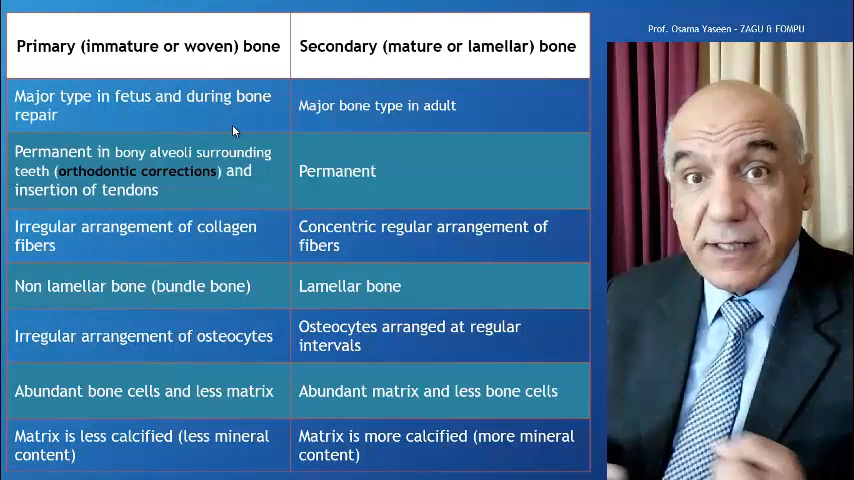 Prof. Osama Yaseen - ZAGU & FOMPU
Primary (immature or woven) bone
Secondary (mature or lamellar) bone
Major type in fetus and during bone
repair
Major bone type in adult
Permanent in bony alveoli surrounding
teeth (orthodontic corrections) and
insertion of tendons
Permanent
Irregular arrangement of collagen
fibers
Concentric regular arrangement of
fibers
Non lamellar bone (bundle bone)
Lamellar bone
Irregular arrangement of osteocytes
Osteocytes arranged at regular
intervals
Abundant bone cells and less matrix
Abundant matrix and less bone cells
Matrix is less calcified (less mineral
content)
Matrix is more calcified (more mineral
content)